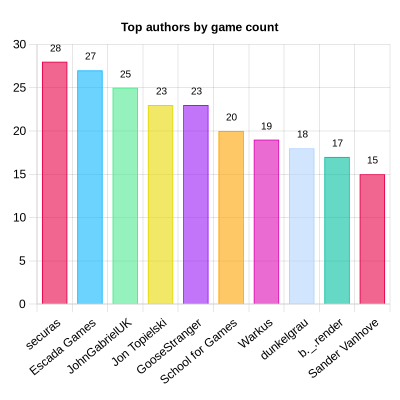 Top authors by game count
30
25
20
15
10
5
0
28
27
25
23
23
20
19
18
17
15
securas
Escada Games
JohnGabrielUK
Jon Topielski
GooseStranger
School for Games
Warkus
dunkelgrau
b._.render
Sander Vanhove